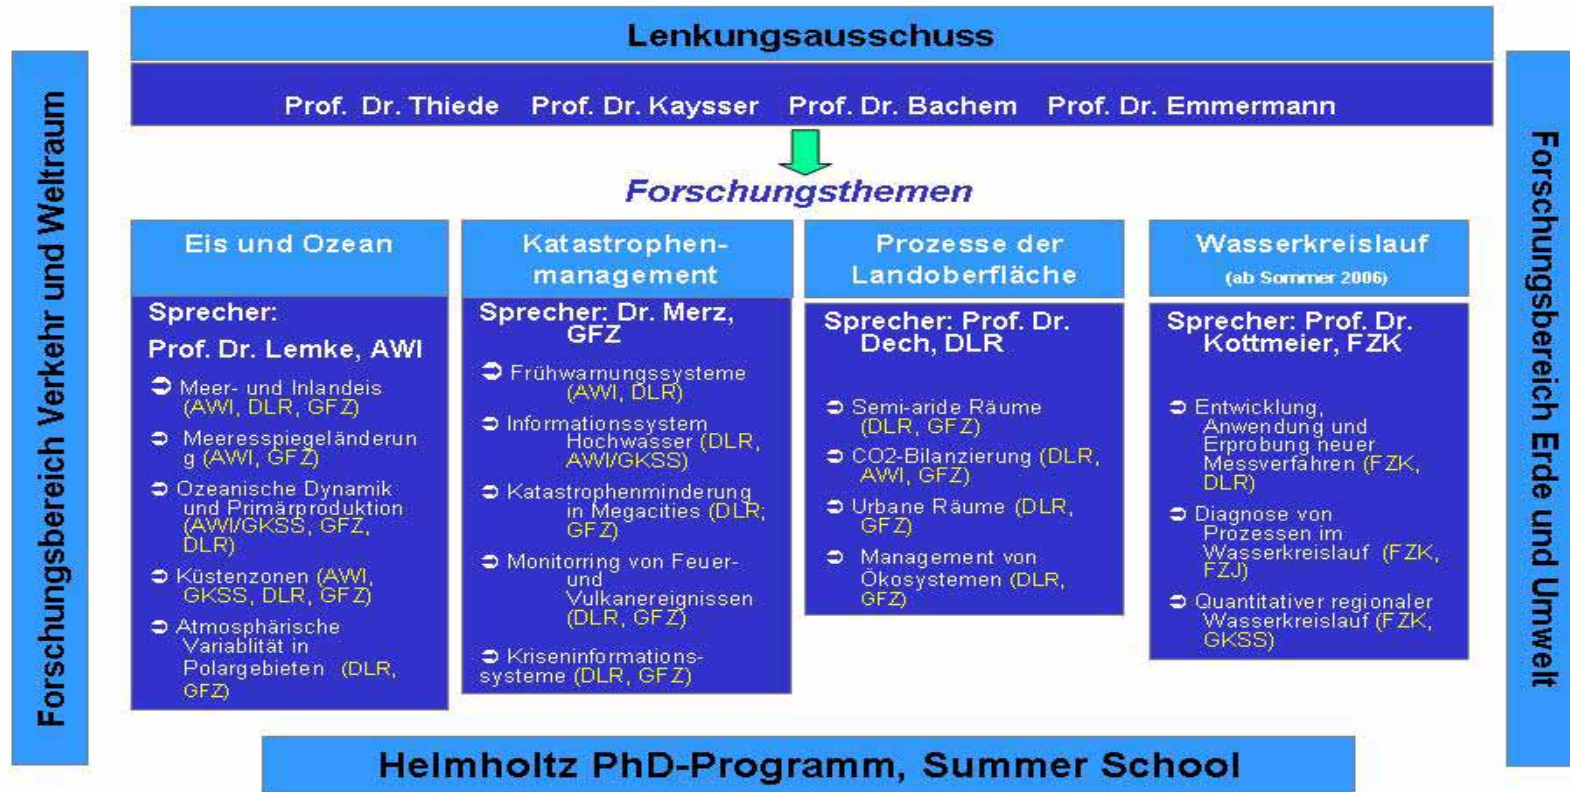 Lenkungsausschuss
Prof. Dr. Thiede Prof. Dr. Kaysser Prof. Dr. Bachem Prof. Dr. Emmermann
Forschungsbereich Verkehr und Weltraum
Forschungsthemen
Eis und Ozean
Sprecher:
Prof. Dr. Lemke, AWI
➲ Meer- und Inlandeis
(AWI, DLR, GFZ)
➲ Meeresspiegeländerun
g (AWI, GFZ)
➲ Ozeanische Dynamik
und Primärproduktion
(AWI/GKSS, GFZ,
DLR)
➲ Küstenzonen (AWI,
GKSS, DLR, GFZ)
➲ Atmosphärische
Variablität in
Polargebieten (DLR,
GFZ)
Katastrophen-
management
Sprecher: Dr. Merz,
GFZ
➲ Frühwarnungssysteme
(AWI, DLR)
➲ Informationssystem
Hochwasser (DLR,
AWI/GKSS)
➲ Katastrophenminderung
in Megacities (DLR;
GFZ)
➲ Monitorring von Feuer-
und
Vulkanereignissen
(DLR, GFZ)
➲ Kriseninformations-
systeme (DLR, GFZ)
Prozesse der
Landoberfläche
Sprecher: Prof. Dr.
Dech, DLR
➲ Semi-aride Räume
(DLR, GFZ)
➲ CO2-Bilanzierung (DLR,
AWI, GFZ)
➲ Urbane Räume (DLR,
GFZ)
➲ Management von
Ökosystemen (DLR,
GFZ)
Wasserkreislauf
(ab Sommer 2006)
Sprecher: Prof. Dr.
Kottmeier, FZK
➲ Entwicklung,
Anwendung und
Erprobung neuer
Messverfahren (FZK,
DLR)
➲ Diagnose von
Prozessen im
Wasserkreislauf (FZK,
FZJ)
➲ Quantitativer regionaler
Wasserkreislauf (FZK,
GKSS)
Forschungsbereich Erde und Umwelt
Helmholtz PhD-Programm, Summer School